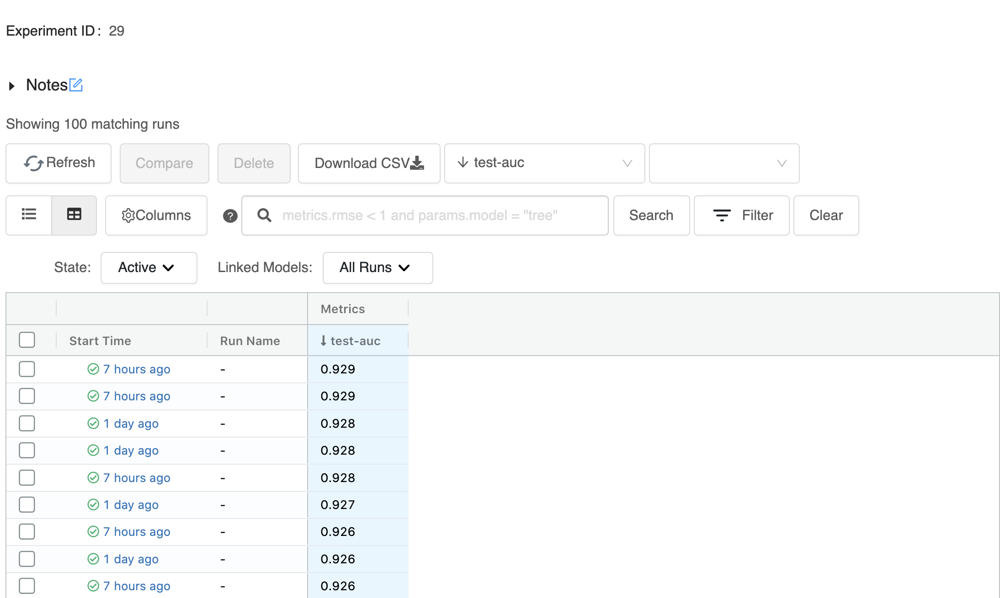 Experiment ID: 29
Notes
Showing 100 matching runs
Refresh Compare Delete Download CSV test-auc
Columns ? metrics.rmse < 1 and params.model = "tree" Search Filter Clear
State: Active Linked Models: All Runs
Metrics
Start Time Run Name test-auc
7 hours ago - 0.929
7 hours ago - 0.929
1 day ago - 0.928
1 day ago - 0.928
7 hours ago - 0.928
1 day ago - 0.927
7 hours ago - 0.926
1 day ago - 0.926
7 hours ago - 0.926